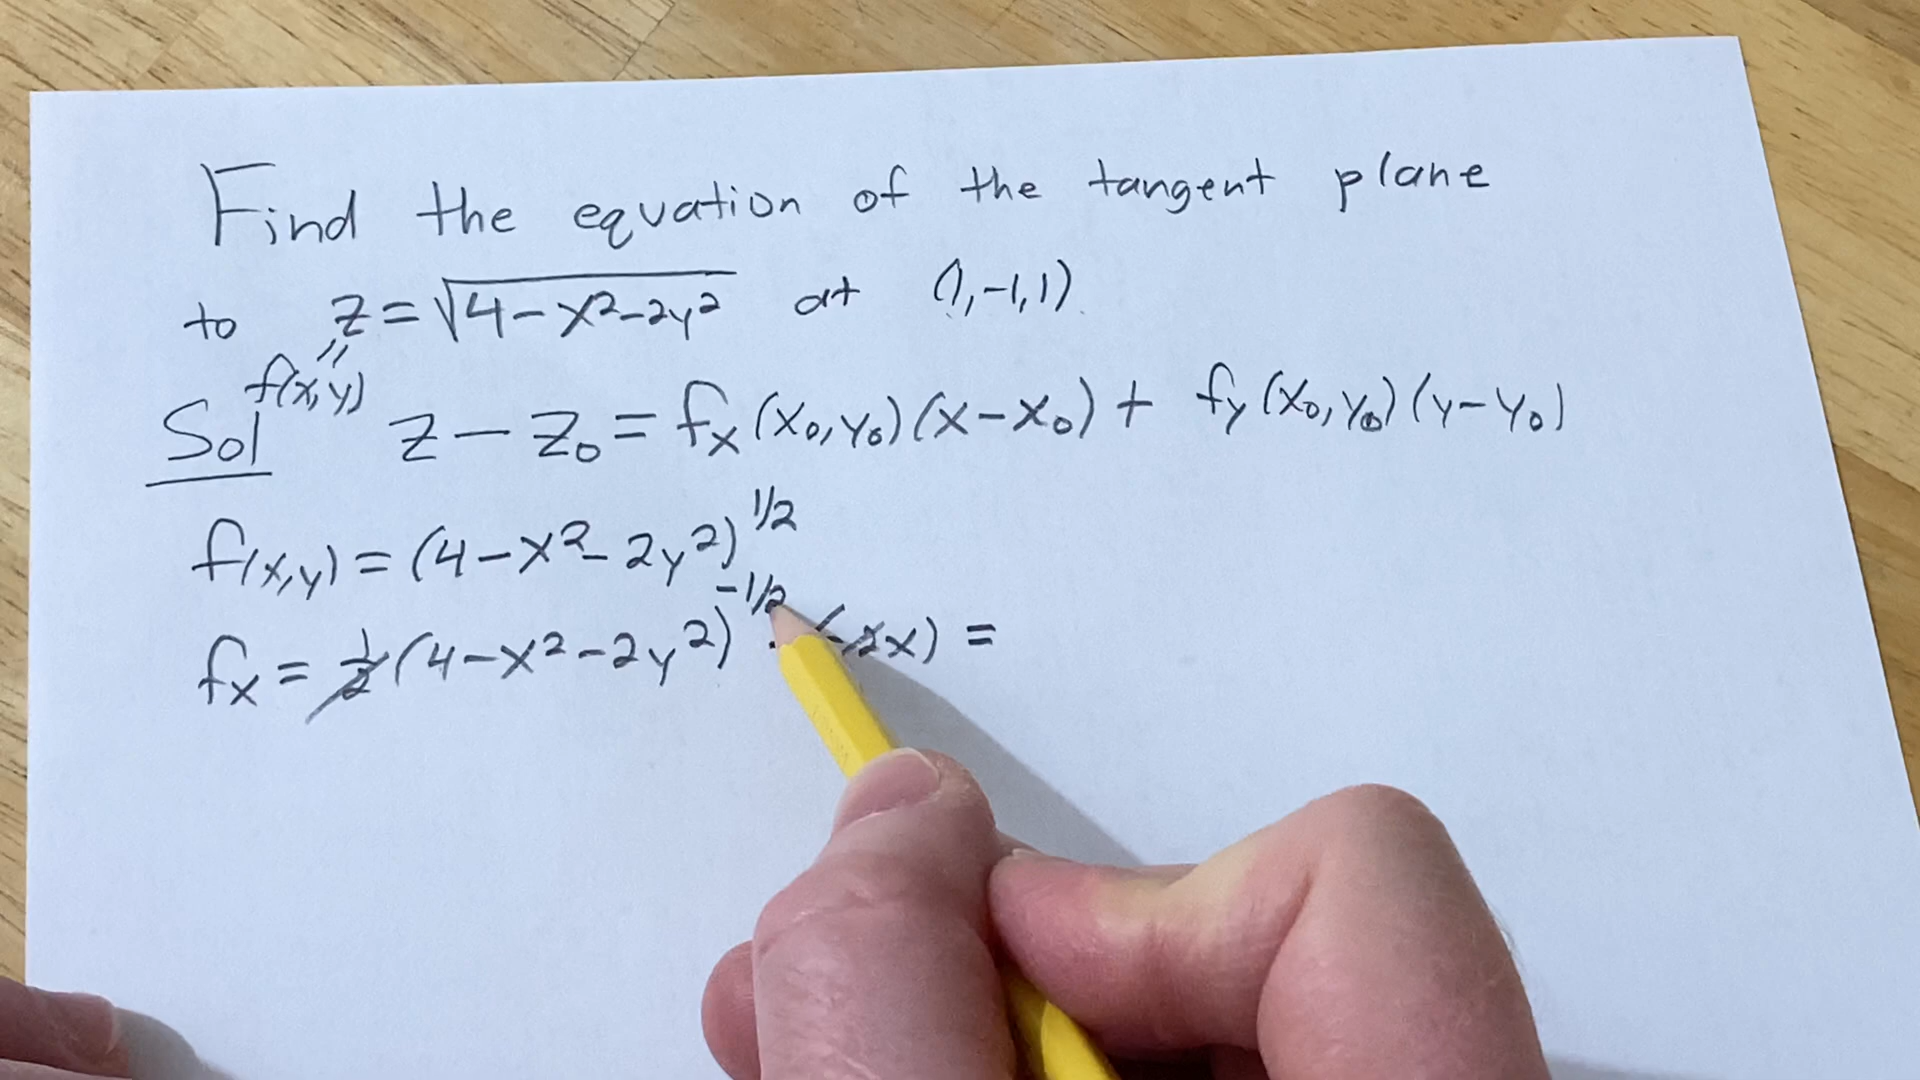 Find the equation of the tangent plane
to z = √4-x²-2y² at (1,-1,1)
"
f(x,y)
Sol z - z₀ = fₓ(x₀,y₀)(x-x₀) + f_y(x₀,y₀)(y-y₀)
f(x,y) = (4-x²-2y²)^1/2
fₓ = 1/2(4-x²-2y²)^-1/2 · (-2x) =